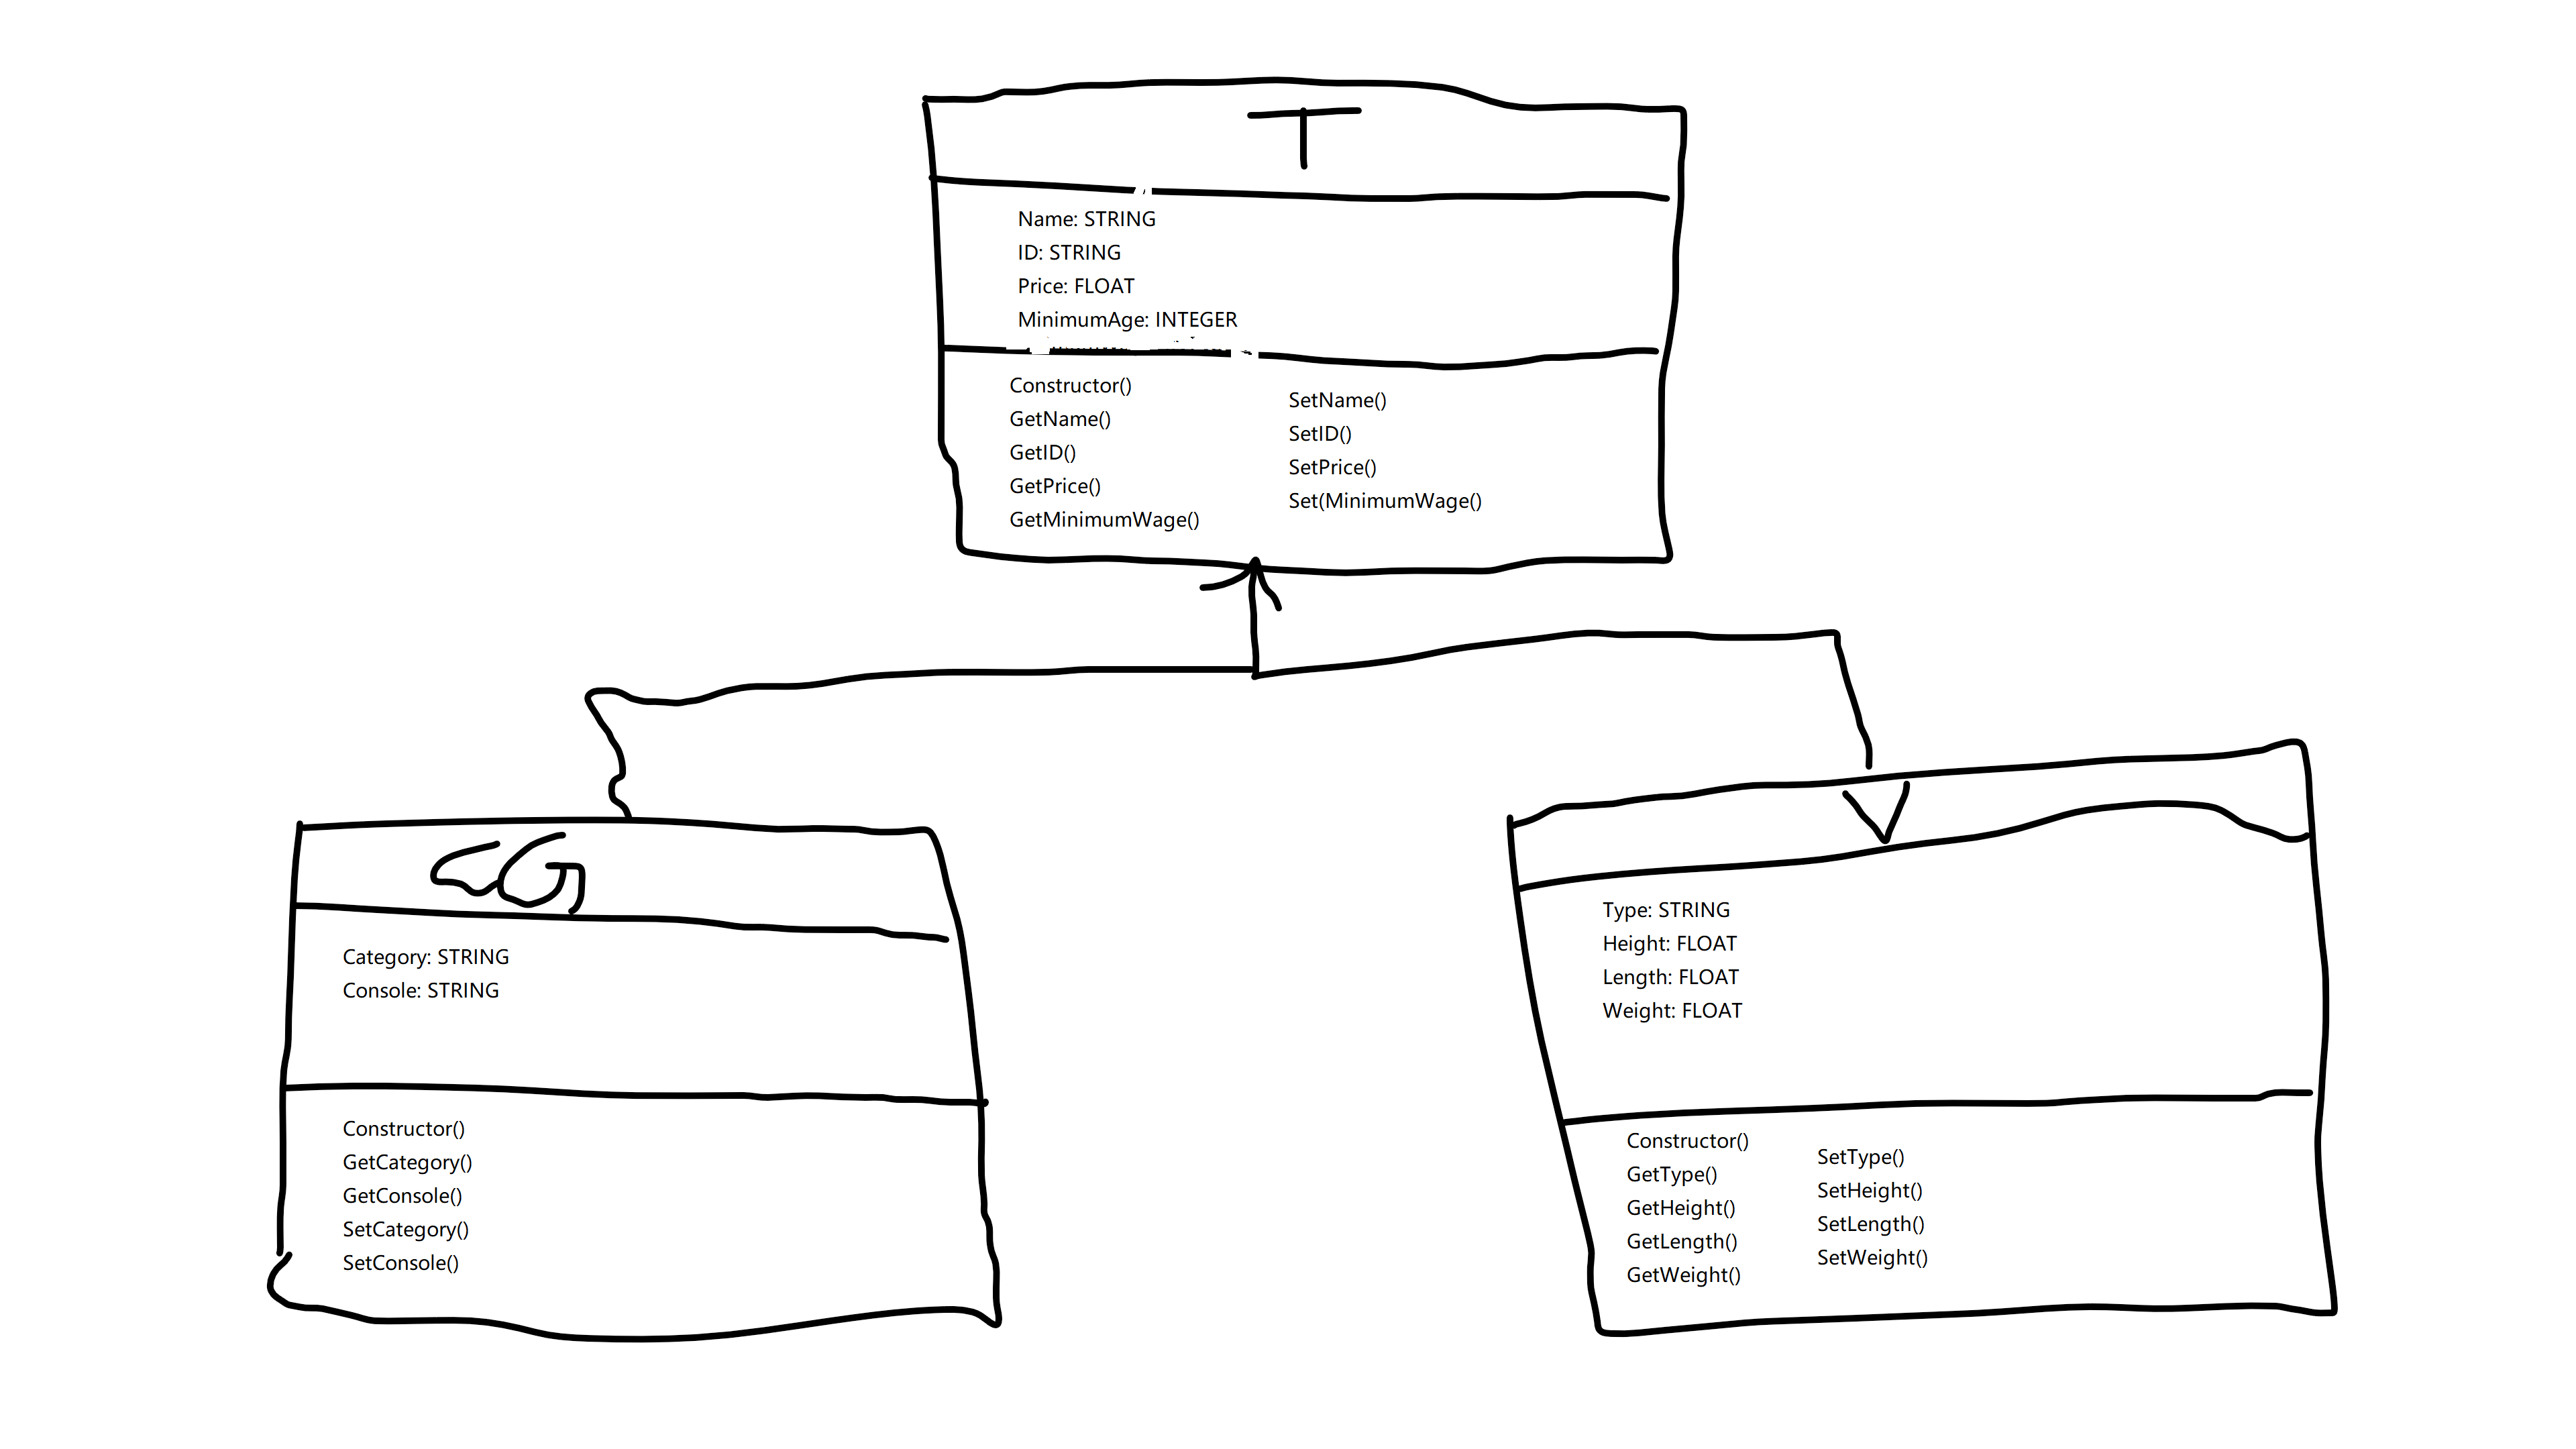 T
Name: STRING
ID: STRING
Price: FLOAT
MinimumAge: INTEGER
Constructor()
GetName()
GetID()
GetPrice()
GetMinimumWage()
SetName()
SetID()
SetPrice()
Set(MinimumWage()
CG
Category: STRING
Console: STRING
Constructor()
GetCategory()
GetConsole()
SetCategory()
SetConsole()
V
Type: STRING
Height: FLOAT
Length: FLOAT
Weight: FLOAT
Constructor()
GetType()
GetHeight()
GetLength()
GetWeight()
SetType()
SetHeight()
SetLength()
SetWeight()